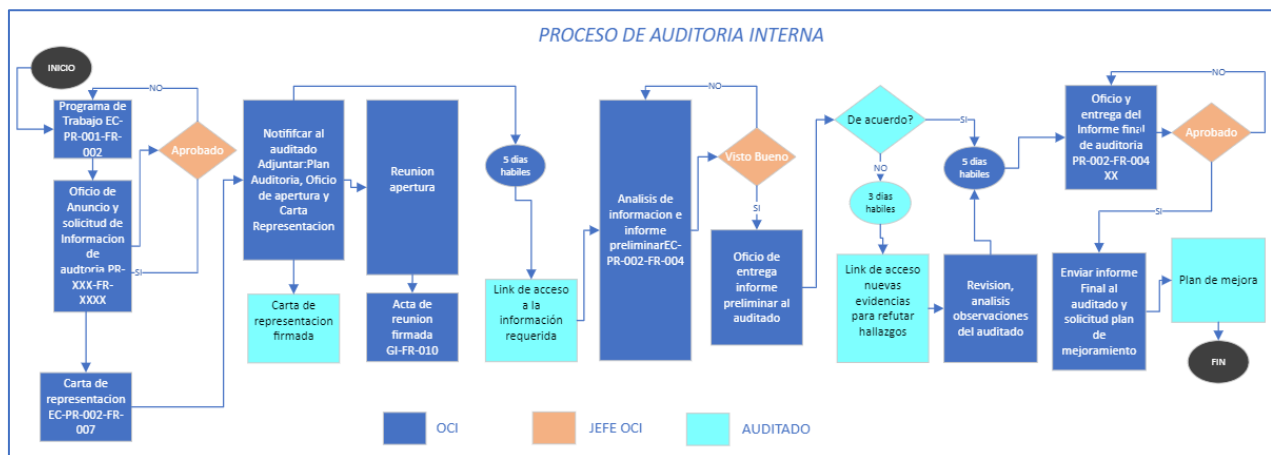 PROCESO DE AUDITORIA INTERNA
INICIO
NO
Programa de
Trabajo EC-
PR-001-FR-
002
Aprobado
Oficio de
Anuncio y
solicitud de
Informacion
de
audtoria PR-
XXX-FR-
XXXX
SI
Carta de
representacion
EC-PR-002-FR-
007
Notififcar al
auditado
Adjuntar:Plan
Auditoria, Oficio
de apertura y
Carta
Representacion
Carta de
representacion
firmada
Reunion
apertura
Acta de
reunion
firmada
GI-FR-010
5 dias
habiles
Link de acceso
a la
información
requerida
NO
Analisis de
informacion e
informe
preliminarEC-
PR-002-FR-004
Visto Bueno
SI
Oficio de
entrega
informe
preliminar al
auditado
De acuerdo?
SI
NO
3 dias
habiles
Link de acceso
nuevas
evidencias
para refutar
hallazgos
5 dias
habiles
Revision,
analisis
observaciones
del auditado
NO
Oficio y
entrega del
Informe final
de auditoria
PR-002-FR-004
XX
Aprobado
SI
Enviar informe
Final al
auditado y
solicitud plan
de
mejoramiento
Plan de mejora
FIN
OCI
JEFE OCI
AUDITADO